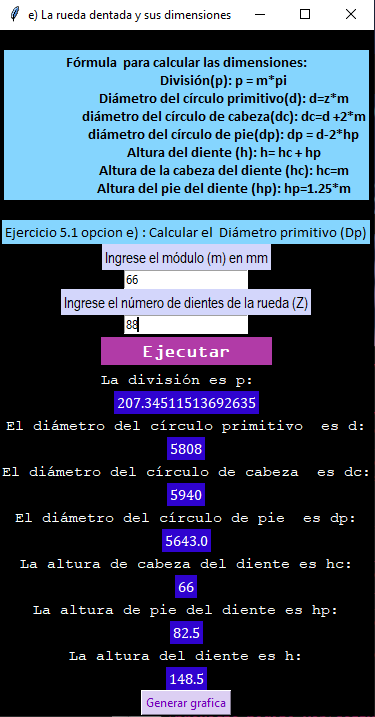 e) La rueda dentada y sus dimensiones
Fórmula para calcular las dimensiones:
División(p): p = m*pi
Diámetro del círculo primitivo(d): d=z*m
diámetro del círculo de cabeza(dc): dc=d +2*m
diámetro del círculo de pie(dp): dp = d-2*hp
Altura del diente (h): h= hc + hp
Altura de la cabeza del diente (hc): hc=m
Altura del pie del diente (hp): hp=1.25*m
Ejercicio 5.1 opcion e) : Calcular el Diámetro primitivo (Dp)
Ingrese el módulo (m) en mm
66
Ingrese el número de dientes de la rueda (Z)
88
Ejecutar
La división es p:
207.34511513692635
El diámetro del círculo primitivo es d:
5808
El diámetro del círculo de cabeza es dc:
5940
El diámetro del círculo de pie es dp:
5643.0
La altura de cabeza del diente es hc:
66
La altura de pie del diente es hp:
82.5
La altura del diente es h:
148.5
Generar grafica